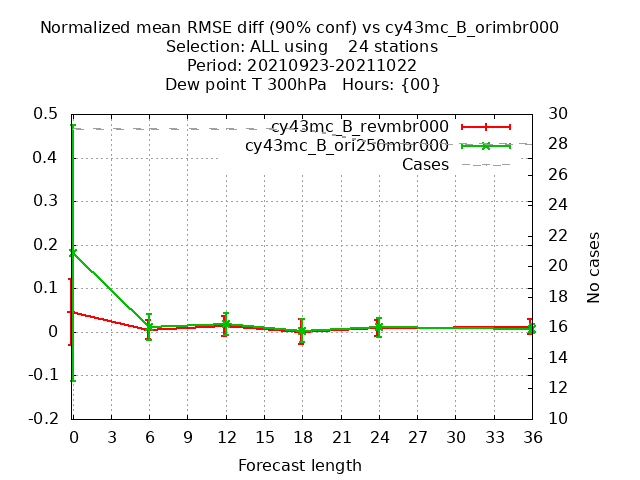 Normalized mean RMSE diff (90% conf) vs cy43mc_B_orimbr000
Selection: ALL using    24 stations
Period: 20210923-20211022
Dew point T 300hPa   Hours: {00}
0.5
0.4
0.3
0.2
0.1
0
-0.1
-0.2
cy43mc_B_revmbr000
cy43mc_B_ori250mbr000
Cases
30
28
26
24
22
20
18
16
14
12
10
No cases
0 3 6 9 12 15 18 21 24 27 30 33 36
Forecast length